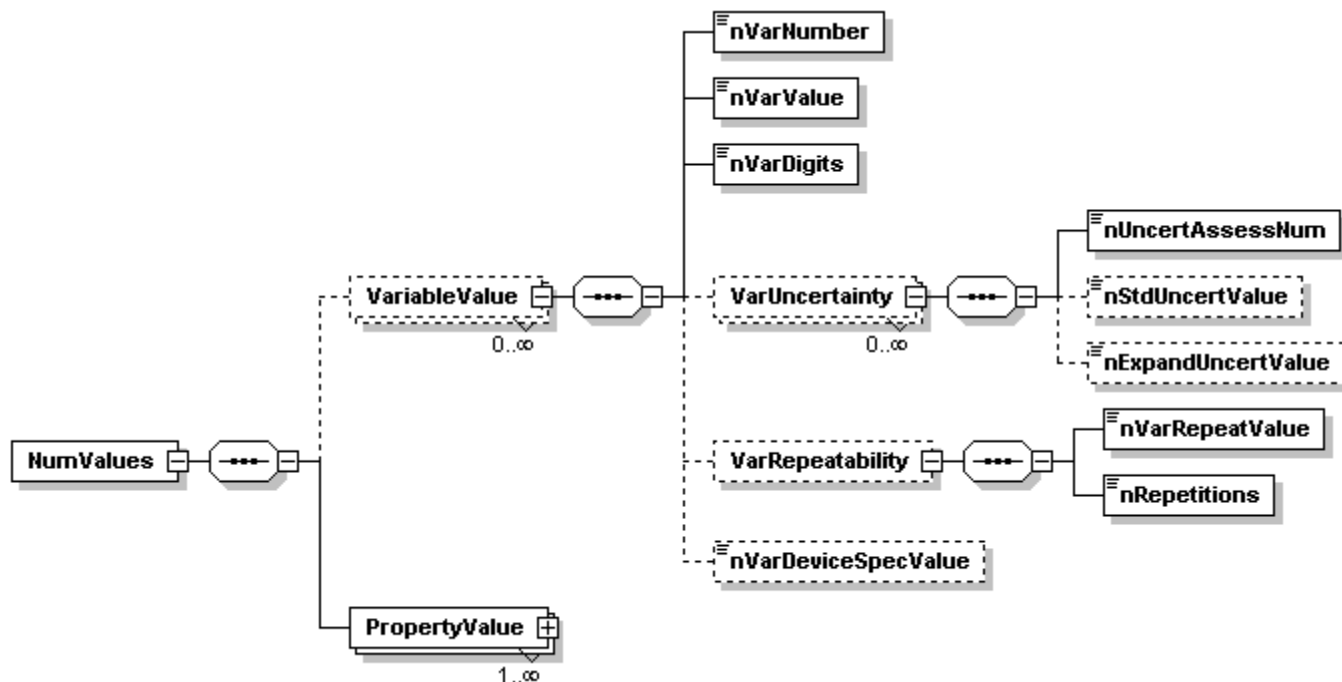 nVarNumber
nVarValue
nVarDigits
nUncertAssessNum
VariableValue
VarUncertainty
nStdUncertValue
0..∞
0..∞
nExpandUncertValue
nVarRepeatValue
NumValues
VarRepeatability
nRepetitions
nVarDeviceSpecValue
PropertyValue
1..∞